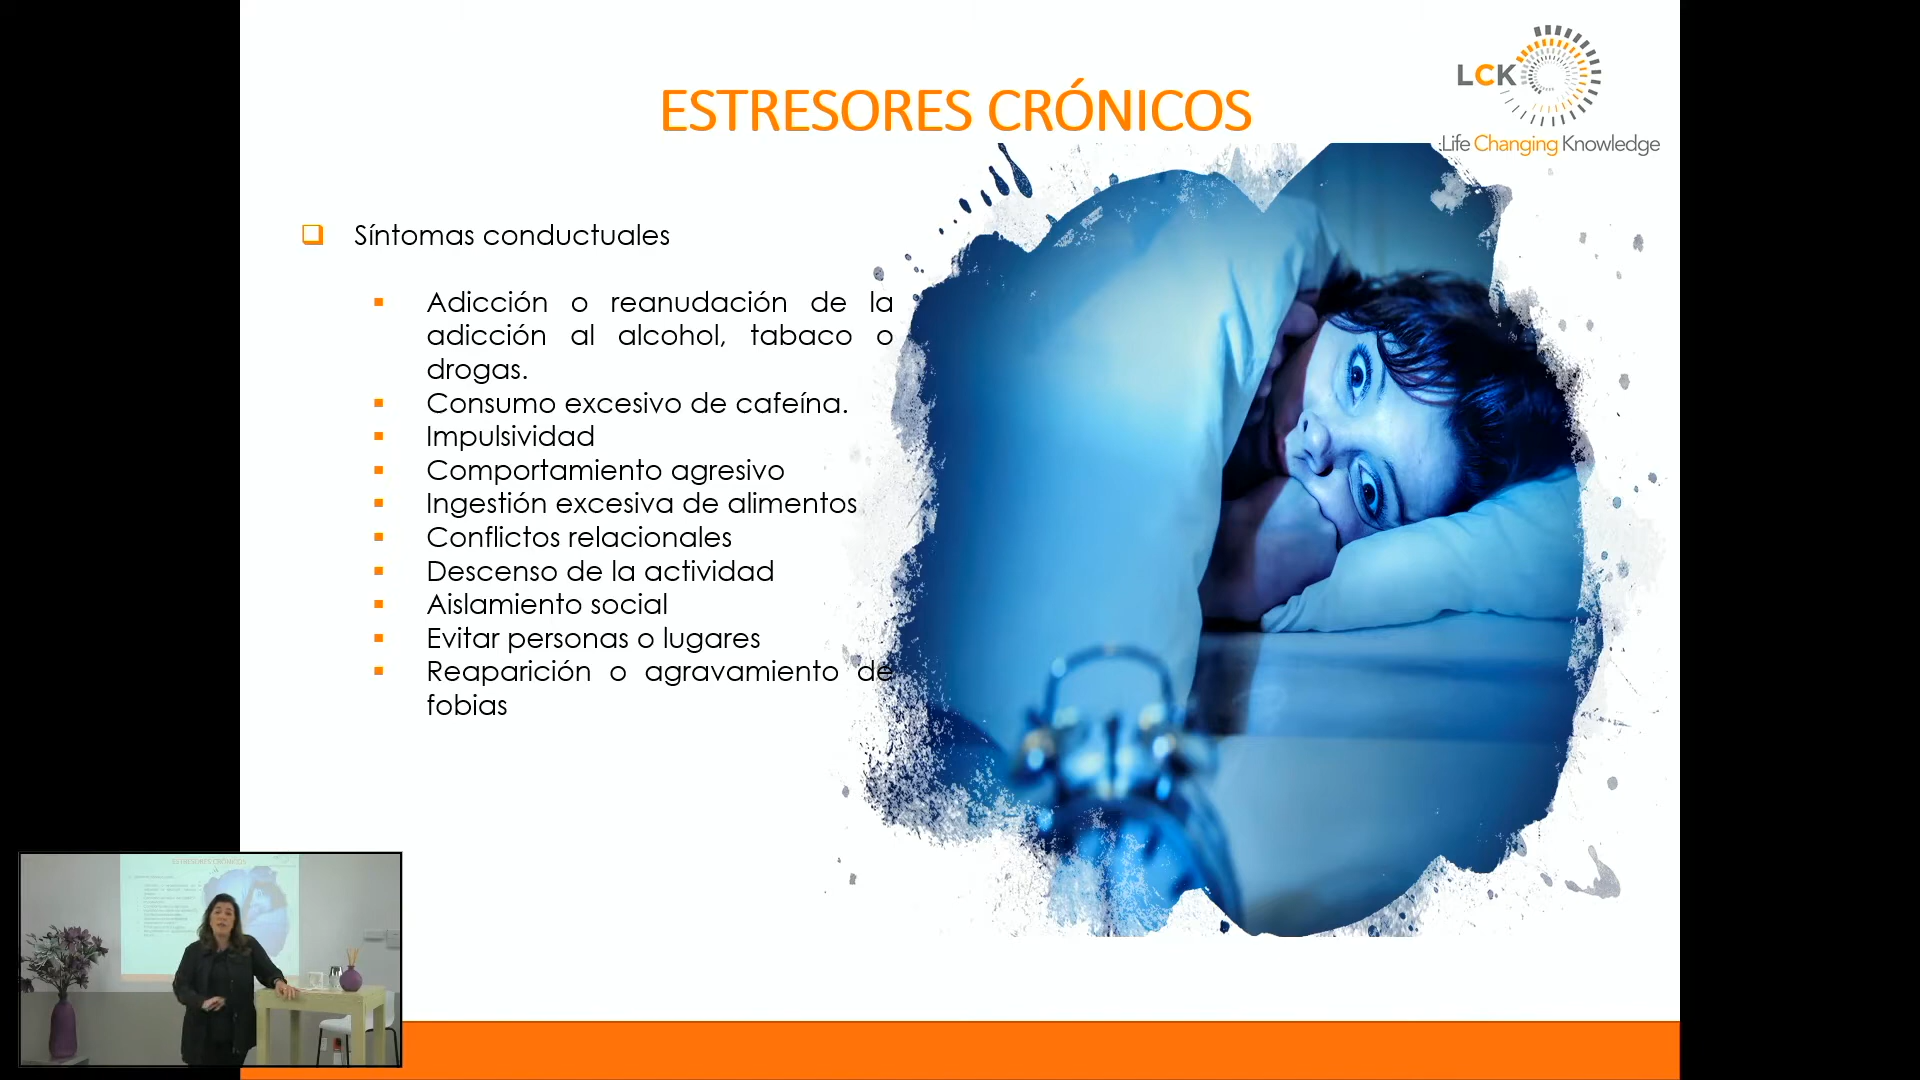 LCK
Life Changing Knowledge
ESTRESORES CRÓNICOS
Síntomas conductuales
Adicción o reanudación de la
adicción al alcohol, tabaco o
drogas.
Consumo excesivo de cafeína.
Impulsividad
Comportamiento agresivo
Ingestión excesiva de alimentos
Conflictos relacionales
Descenso de la actividad
Aislamiento social
Evitar personas o lugares
Reaparición o agravamiento de
fobias
ESTRESORES CRÓNICOS